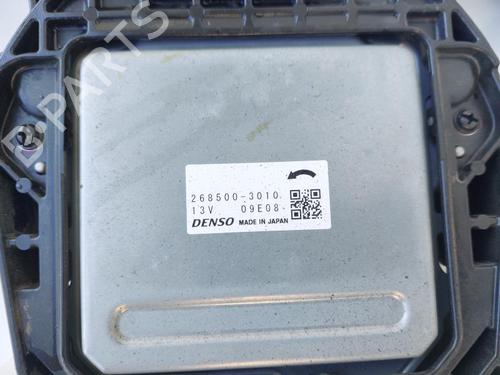 268500-3010
13V 09E08
DENSO MADE IN JAPAN
B-PARTS